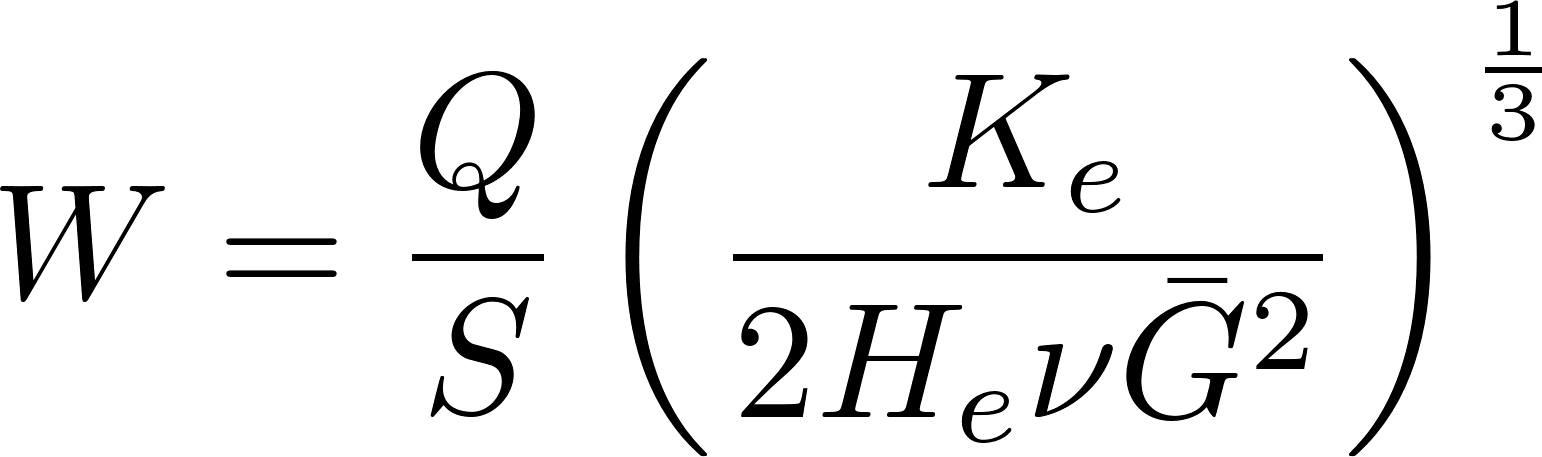 W = \frac{Q}{S} \left( \frac{K_e}{2 H_e \nu \bar{G}^2} \right)^{\frac{1}{3}}